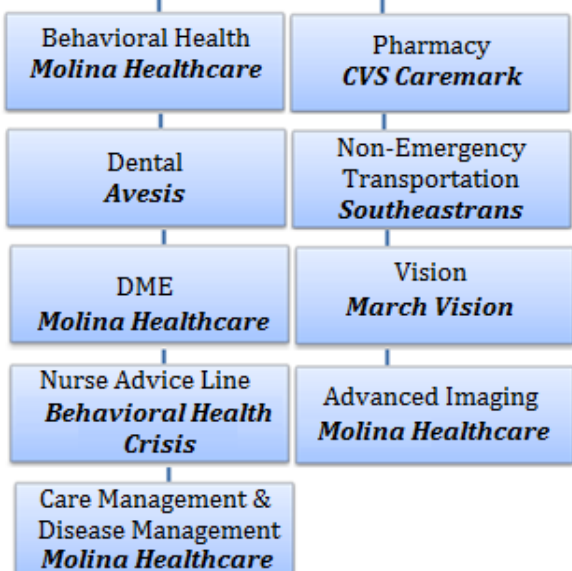 Behavioral Health
Molina Healthcare
Pharmacy
CVS Caremark
Dental
Avesis
Non-Emergency
Transportation
Southeastrans
DME
Molina Healthcare
Vision
March Vision
Nurse Advice Line
Behavioral Health
Crisis
Advanced Imaging
Molina Healthcare
Care Management &
Disease Management
Molina Healthcare